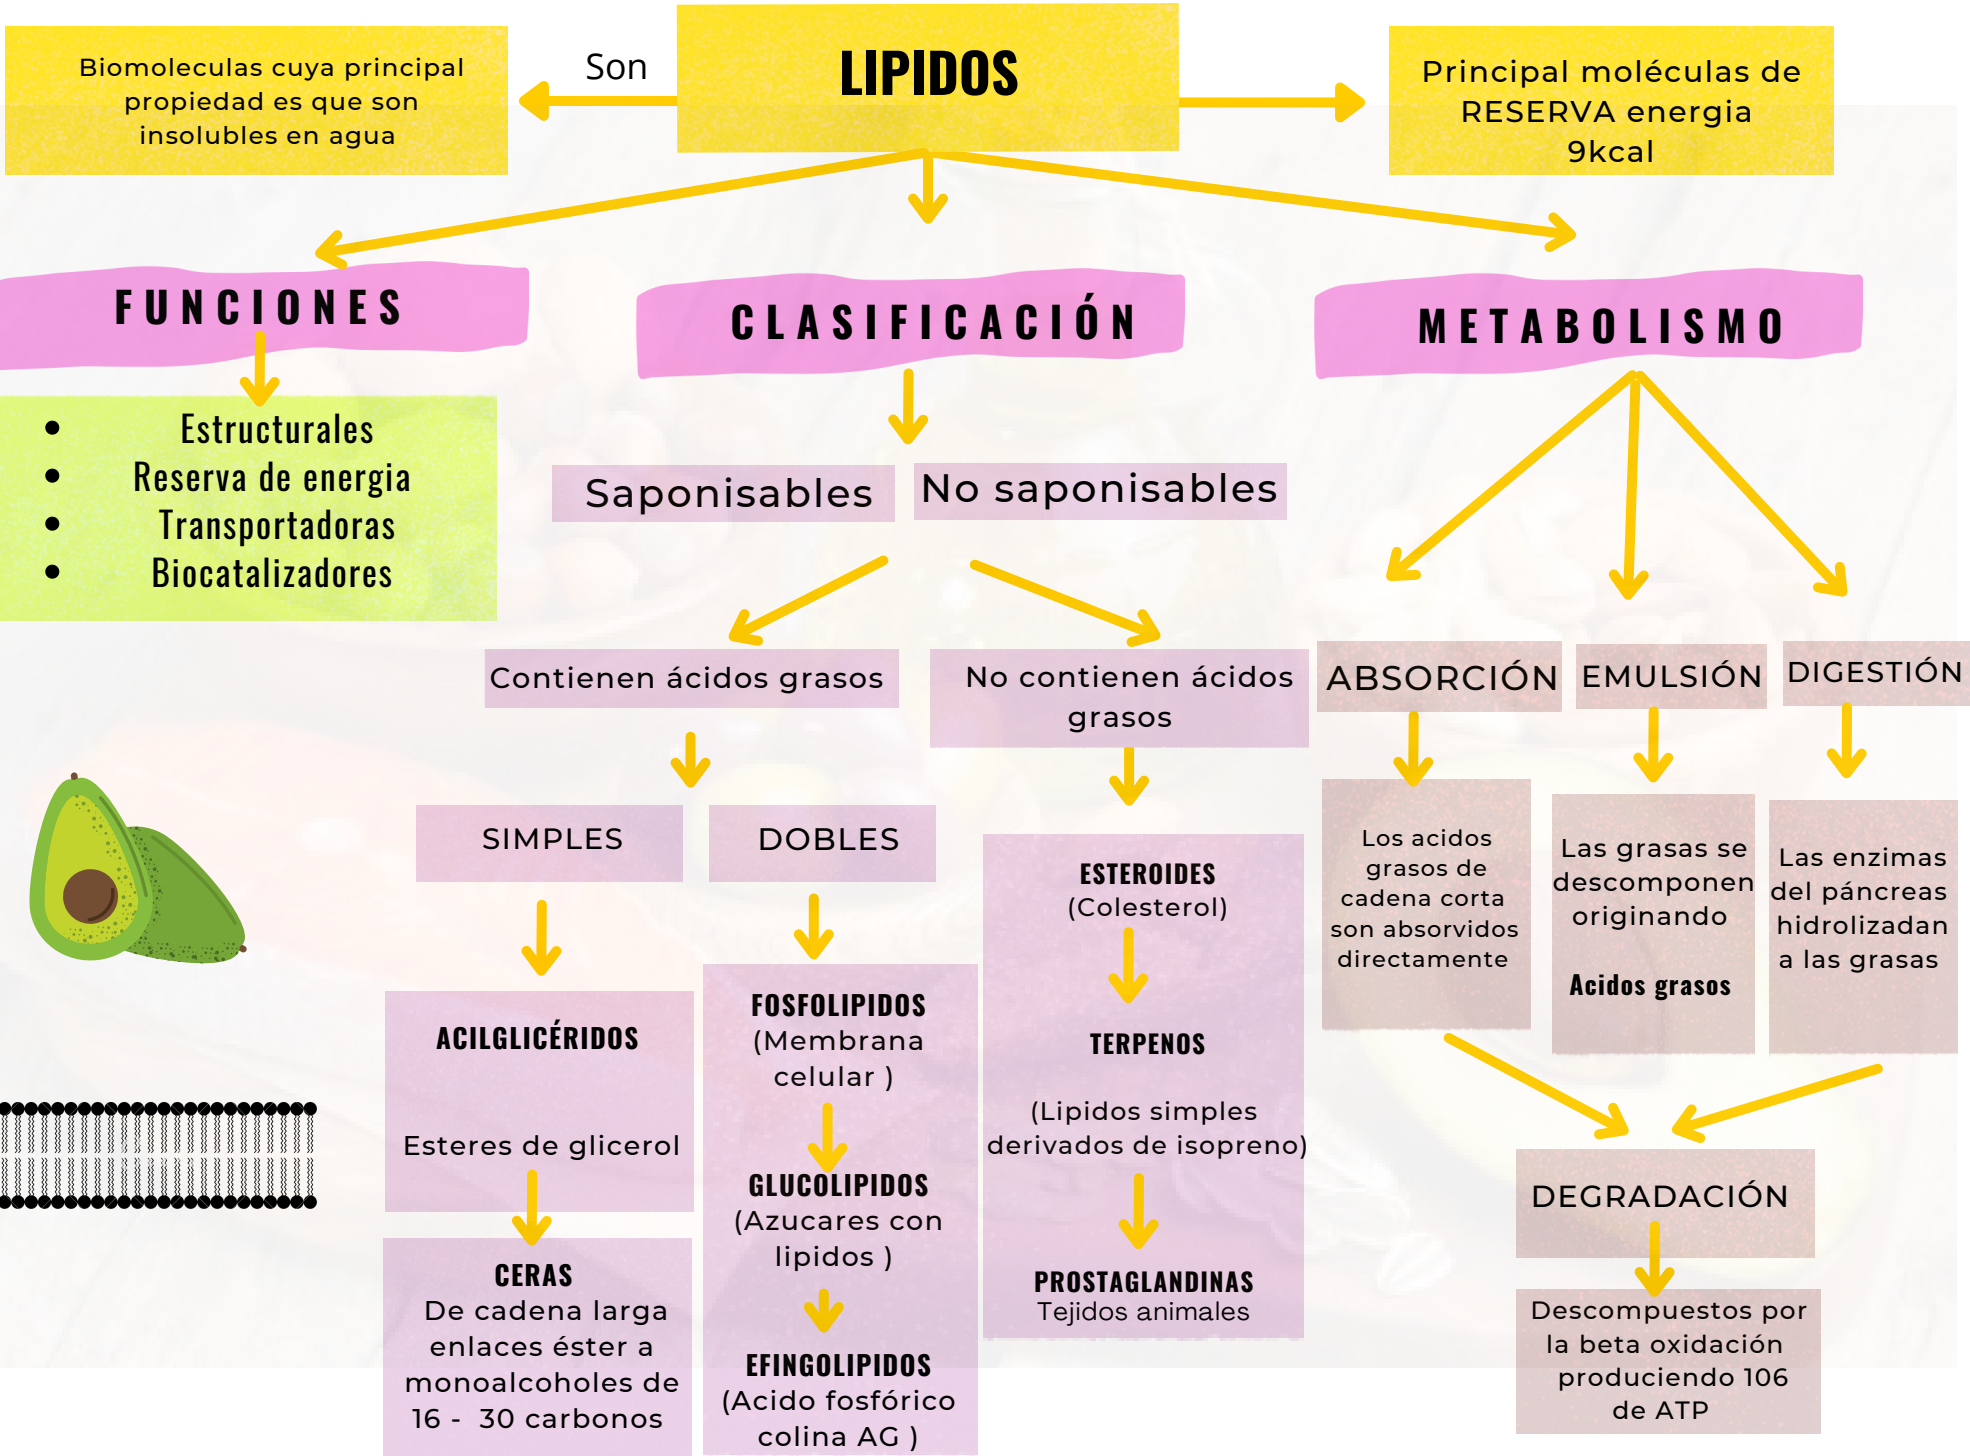 LIPIDOS
Son
Biomoleculas cuya principal
propiedad es que son
insolubles en agua
Principal moléculas de
RESERVA energia
9kcal
FUNCIONES
Estructurales
Reserva de energia
Transportadoras
Biocatalizadores
CLASIFICACIÓN
Saponisables
No saponisables
Contienen ácidos grasos
No contienen ácidos
grasos
SIMPLES
DOBLES
ACILGLICÉRIDOS
Esteres de glicerol
CERAS
De cadena larga
enlaces éster a
monoalcoholes de
16 - 30 carbonos
FOSFOLIPIDOS
(Membrana
celular )
GLUCOLIPIDOS
(Azucares con
lipidos )
EFINGOLIPIDOS
(Acido fosfórico
colina AG )
ESTEROIDES
(Colesterol)
TERPENOS
(Lipidos simples
derivados de isopreno)
PROSTAGLANDINAS
Tejidos animales
METABOLISMO
ABSORCIÓN
EMULSIÓN
DIGESTIÓN
Los acidos
grasos de
cadena corta
son absorvidos
directamente
Las grasas se
descomponen
originando
Acidos grasos
Las enzimas
del páncreas
hidrolizadan
a las grasas
DEGRADACIÓN
Descompuestos por
la beta oxidación
produciendo 106
de ATP